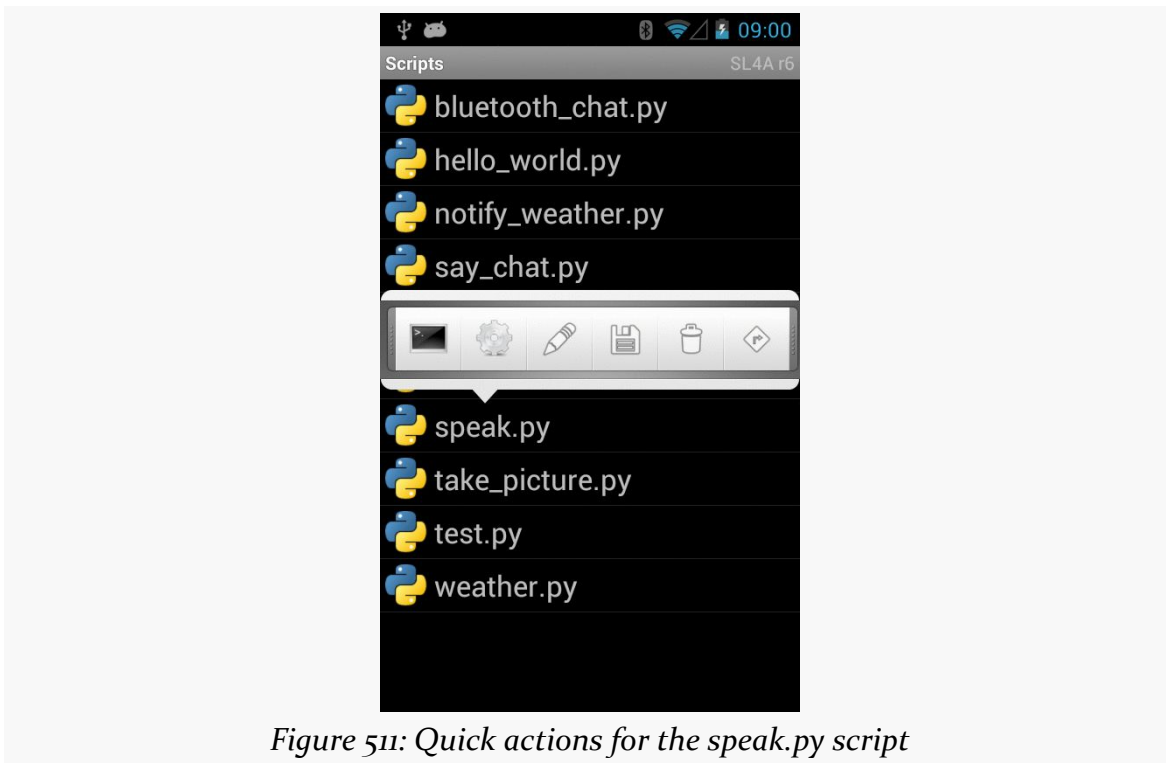 09:00
Scripts SL4A r6
bluetooth_chat.py
hello_world.py
notify_weather.py
say_chat.py
speak.py
take_picture.py
test.py
weather.py
Figure 511: Quick actions for the speak.py script